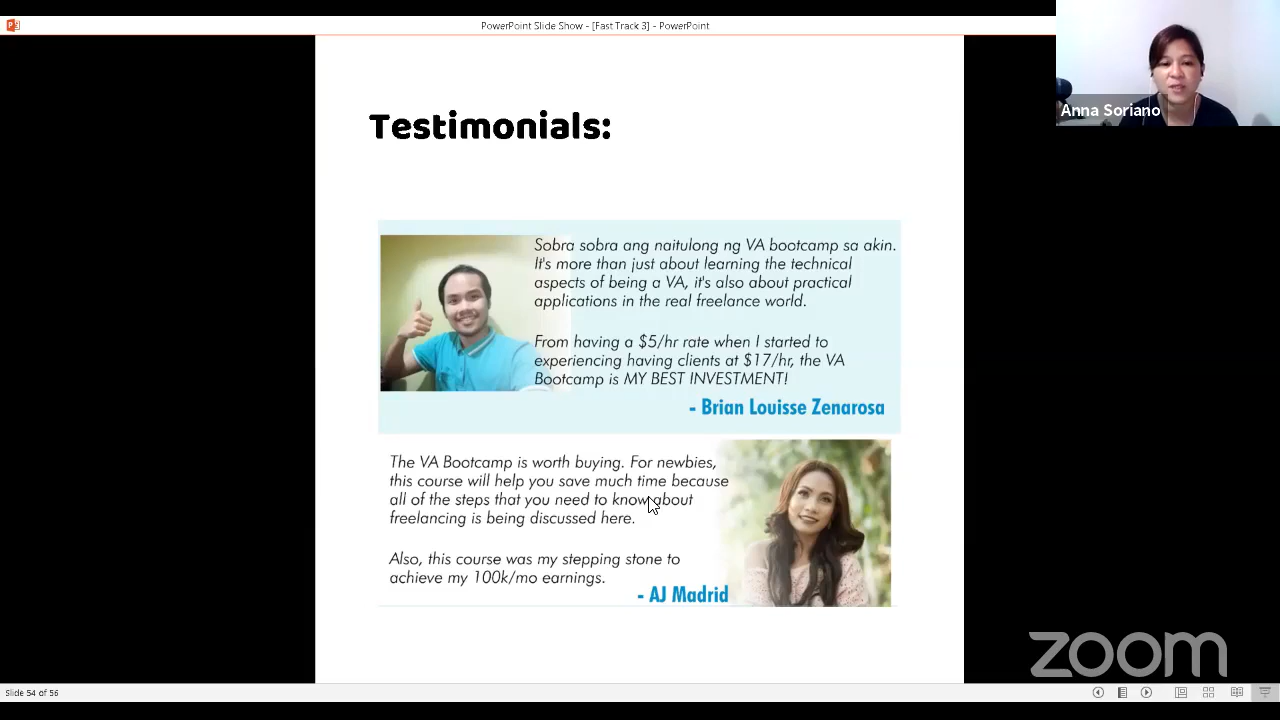 PowerPoint Slide Show - [Fast Track 3] - PowerPoint
Anna Soriano
Testimonials:
Sobra sobra ang naitulong ng VA bootcamp sa akin.
It's more than just about learning the technical
aspects of being a VA, it's also about practical
applications in the real freelance world.
From having a $5/hr rate when I started to
experiencing having clients at $17/hr, the VA
Bootcamp is MY BEST INVESTMENT!
- Brian Louisse Zenarosa
The VA Bootcamp is worth buying. For newbies,
this course will help you save much time because
all of the steps that you need to know about
freelancing is being discussed here.
Also, this course was my stepping stone to
achieve my 100k/mo earnings.
- AJ Madrid
zoom
Slide 54 of 56